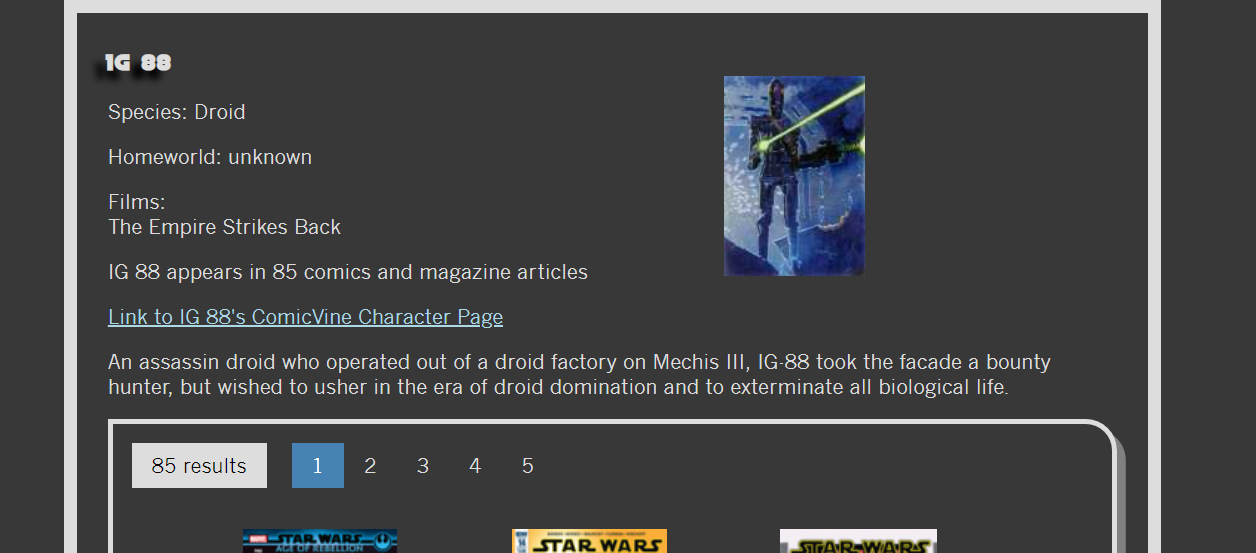 IG 88
Species: Droid
Homeworld: unknown
Films:
The Empire Strikes Back
IG 88 appears in 85 comics and magazine articles
Link to IG 88's ComicVine Character Page
An assassin droid who operated out of a droid factory on Mechis III, IG-88 took the facade a bounty
hunter, but wished to usher in the era of droid domination and to exterminate all biological life.
85 results 1 2 3 4 5
MARVEL STAR WARS
AGE OF REBELLION
14 STAR WARS
STAR WARS